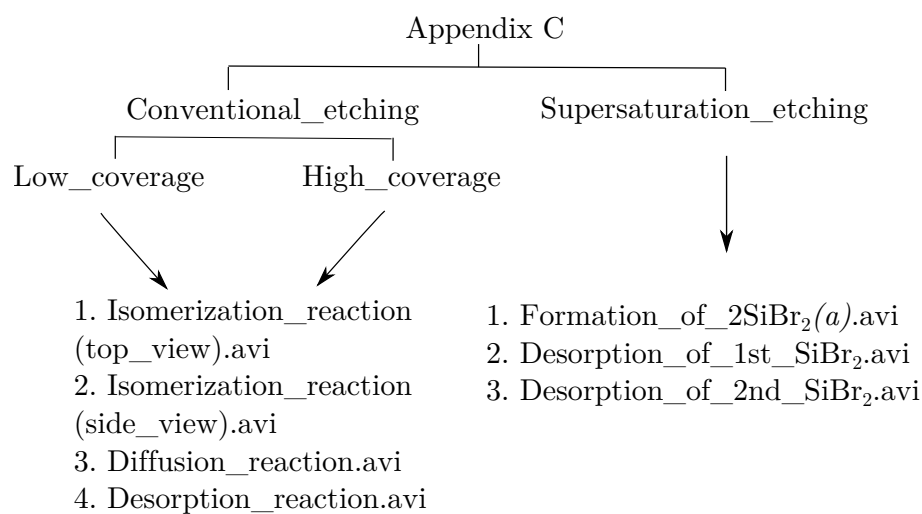 Appendix C
Conventional_etching
Supersaturation_etching
Low_coverage
High_coverage
1. Isomerization_reaction
(top_view).avi
2. Isomerization_reaction
(side_view).avi
3. Diffusion_reaction.avi
4. Desorption_reaction.avi
1. Formation_of_2SiBr₂(a).avi
2. Desorption_of_1st_SiBr₂.avi
3. Desorption_of_2nd_SiBr₂.avi